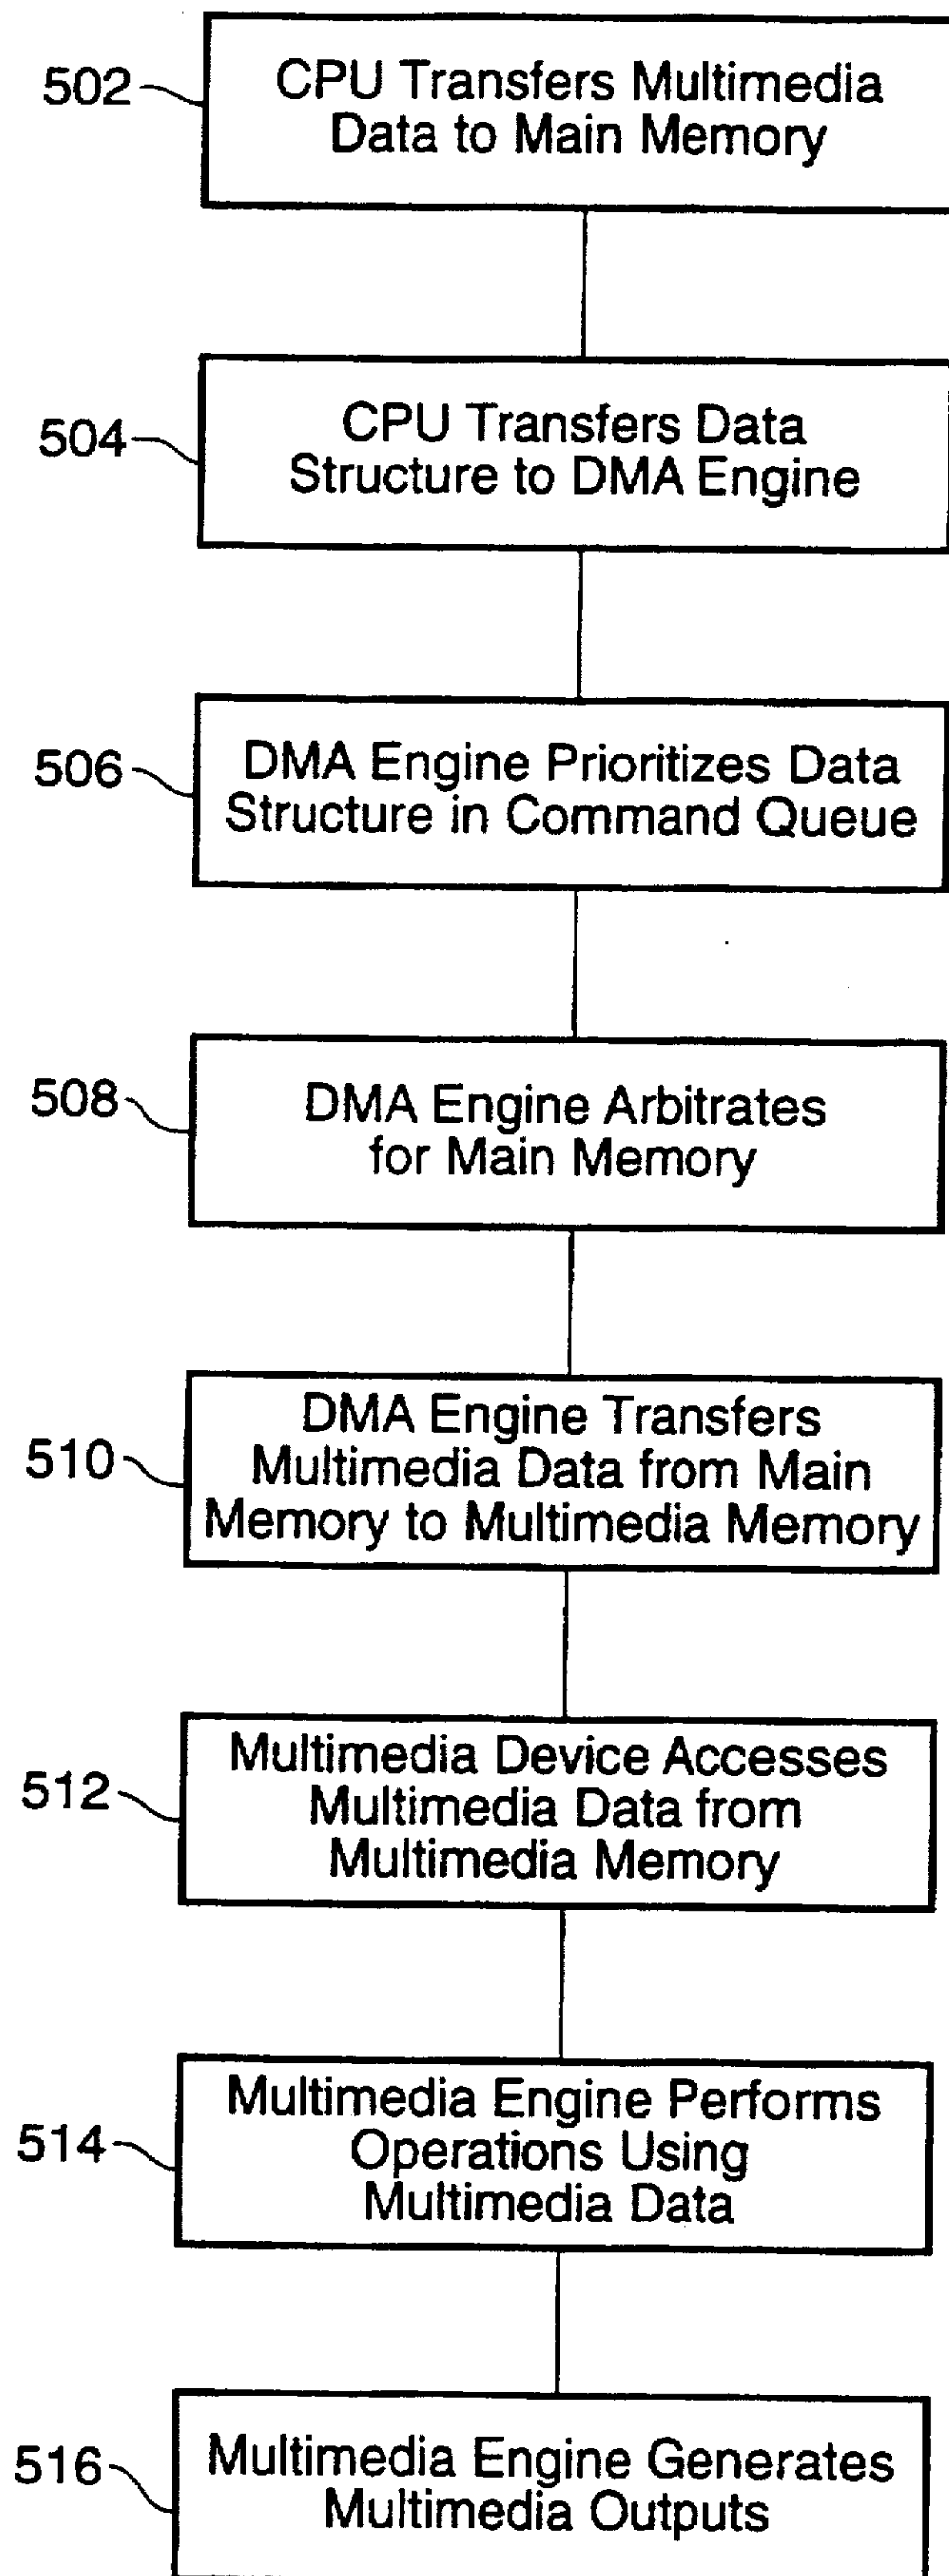 502
CPU Transfers Multimedia
Data to Main Memory
504
CPU Transfers Data
Structure to DMA Engine
506
DMA Engine Prioritizes Data
Structure in Command Queue
508
DMA Engine Arbitrates
for Main Memory
510
DMA Engine Transfers
Multimedia Data from Main
Memory to Multimedia Memory
512
Multimedia Device Accesses
Multimedia Data from
Multimedia Memory
514
Multimedia Engine Performs
Operations Using
Multimedia Data
516
Multimedia Engine Generates
Multimedia Outputs